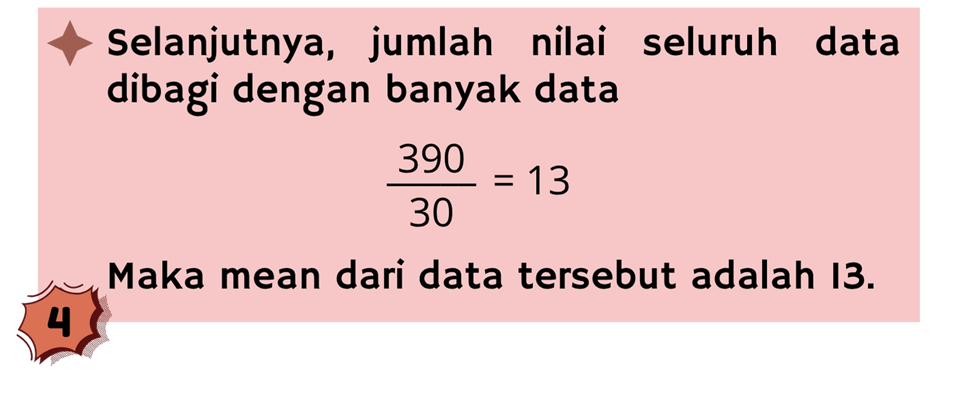 Selanjutnya, jumlah nilai seluruh data
dibagi dengan banyak data
390
30
= 13
Maka mean dari data tersebut adalah 13.
4